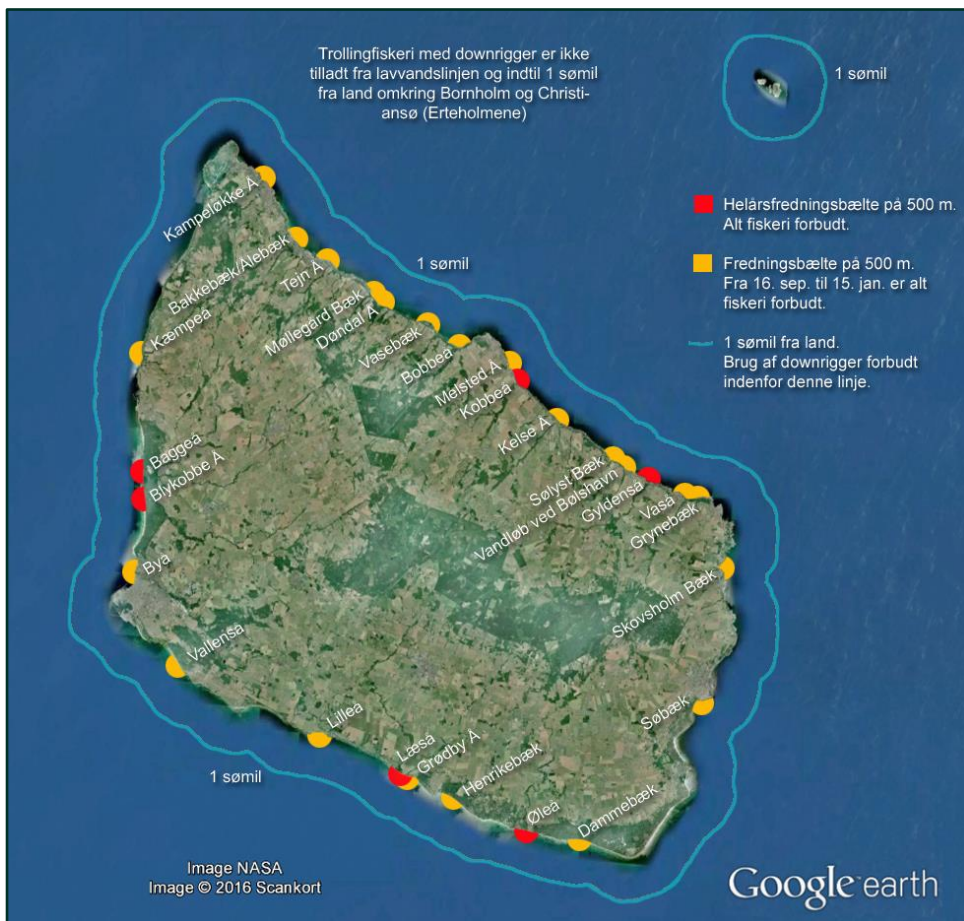 Trollingfiskeri med downrigger er ikke
tilladt fra lavvandslinjen og indtil 1 sømil
fra land omkring Bornholm og Christi-
ansø (Erteholmene)
1 sømil
Helårsfredningsbælte på 500 m.
Alt fiskeri forbudt.
Fredningsbælte på 500 m.
Fra 16. sep. til 15. jan. er alt
fiskeri forbudt.
1 sømil fra land.
Brug af downrigger forbudt
indenfor denne linje.
1 sømil
Kampeløkke Å
Bakkebæk/Alebæk
Tejn Å
Møllegard Bæk
Døndal Å
Vasebæk
Bobbeå
Melsted Å
Kobbeå
Kelse Å
Sølyst Bæk
Vandløb ved Bølshavn
Gyldenså
Vaså
Grynebæk
Skovsholm Bæk
Søbæk
Kæmpeå
Baggeå
Blykobbe Å
Byå
Vallenså
Lilleå
Læså
Grødby Å
Henrikebæk
Øleå
Dammebæk
1 sømil
Image NASA
Image © 2016 Scankort
Google earth